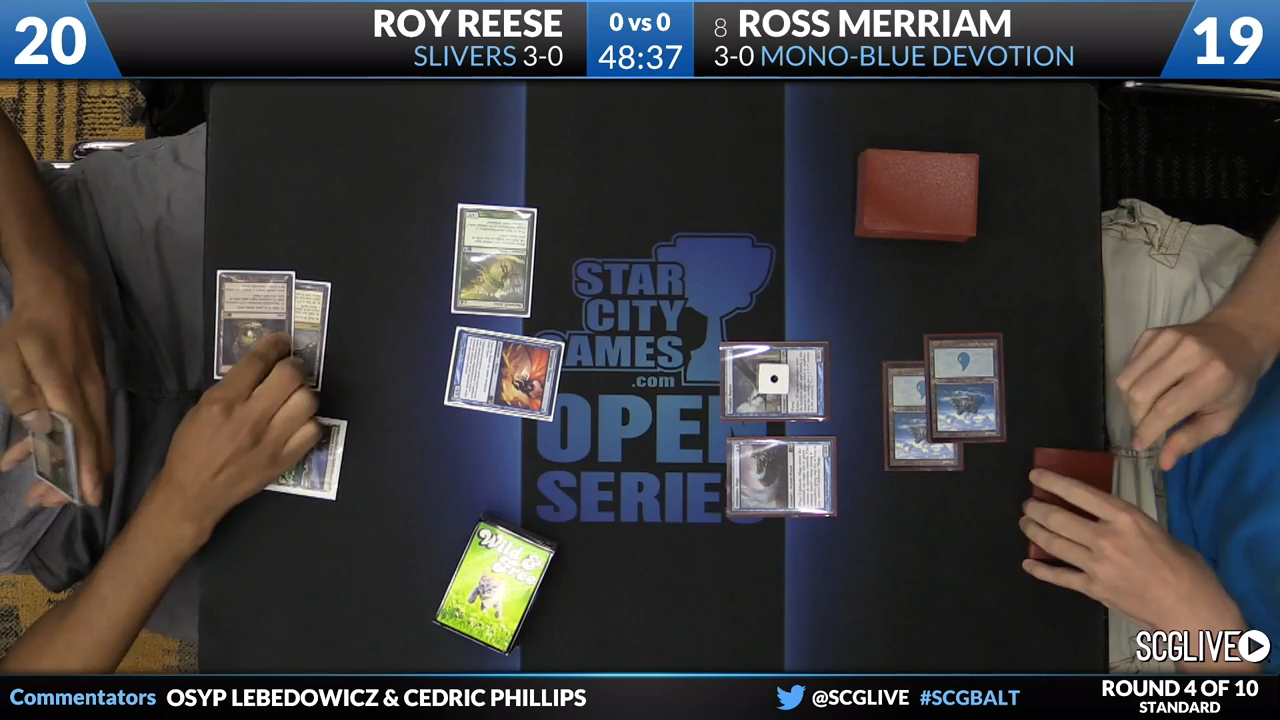 20
ROY REESE
SLIVERS 3-0
0 vs 0
48:37
8 ROSS MERRIAM
3-0 MONO-BLUE DEVOTION
19
STAR
CITY
GAMES
.com
OPEN
SERIES
Wild &
Free
SCGLIVE
Commentators OSYP LEBEDOWICZ & CEDRIC PHILLIPS
@SCGLIVE #SCGBALT
ROUND 4 OF 10
STANDARD